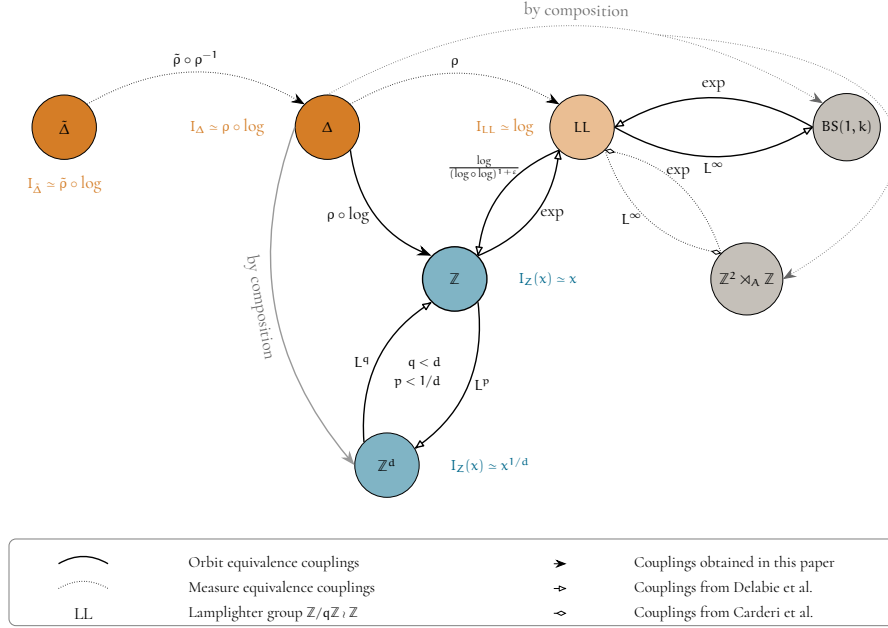 by composition
ρ̃ ∘ ρ⁻¹
ρ
exp
Δ̃
I_Δ ≃ ρ ∘ log
Δ
I_LL ≃ log
LL
BS(1, k)
I_Δ̃ ≃ ρ̃ ∘ log
log
(log ∘ log)^{1+ε}
exp
L^∞
ρ ∘ log
exp
L^∞
by composition
ℤ
I_Z(x) ≃ x
ℤ² ⋊_A ℤ
L^q
q < d
p < 1/d
L^p
ℤ^d
I_Z(x) ≃ x^{1/d}
Orbit equivalence couplings
Couplings obtained in this paper
Measure equivalence couplings
Couplings from Delabie et al.
LL
Lamplighter group ℤ/qℤ ≀ ℤ
Couplings from Carderi et al.